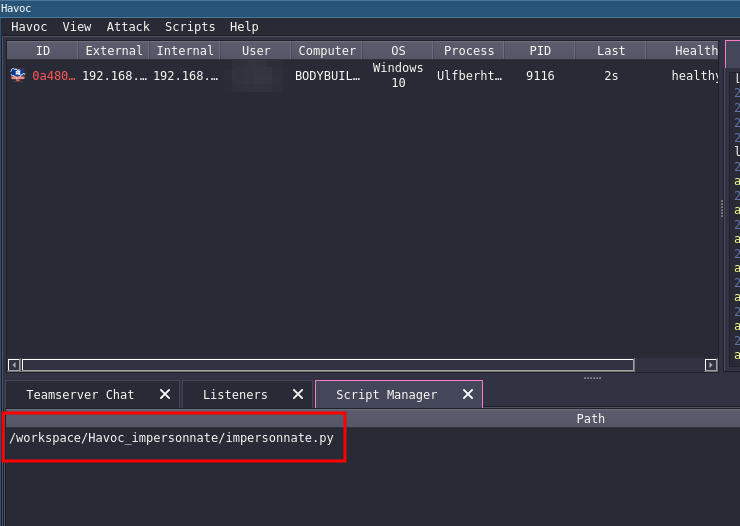 Havoc
Havoc View Attack Scripts Help
ID External Internal User Computer OS Process PID Last Health
0a480… 192.168.… 192.168.… BODYBUIL… Windows 10 Ulfberht… 9116 2s healthy
Teamserver Chat Listeners Script Manager
Path
/workspace/Havoc_impersonnate/impersonnate.py